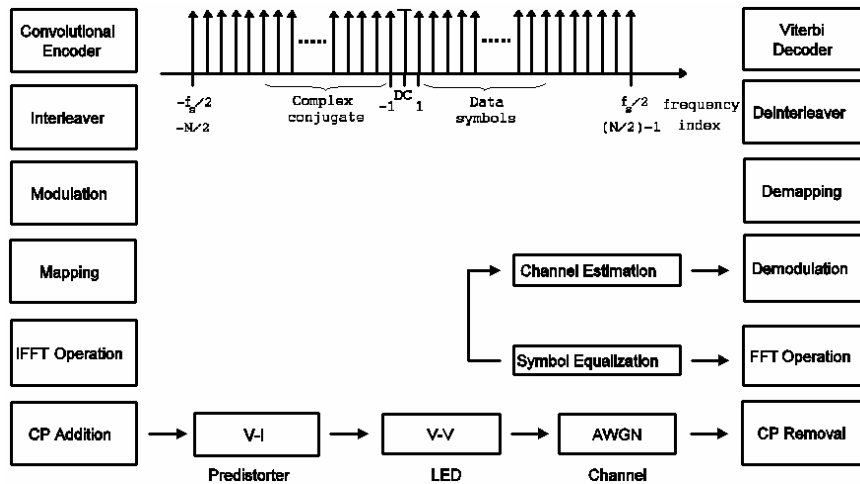 Convolutional
Encoder
Interleaver
Modulation
Mapping
IFFT Operation
CP Addition
.....
.....
-f_s/2
-N/2
Complex
conjugate
-1
DC
1
Data
symbols
f_s/2
(N/2)-1
frequency
index
Viterbi
Decoder
Deinterleaver
Demapping
Channel Estimation
Demodulation
Symbol Equalization
FFT Operation
V-I
V-V
AWGN
CP Removal
Predistorter
LED
Channel